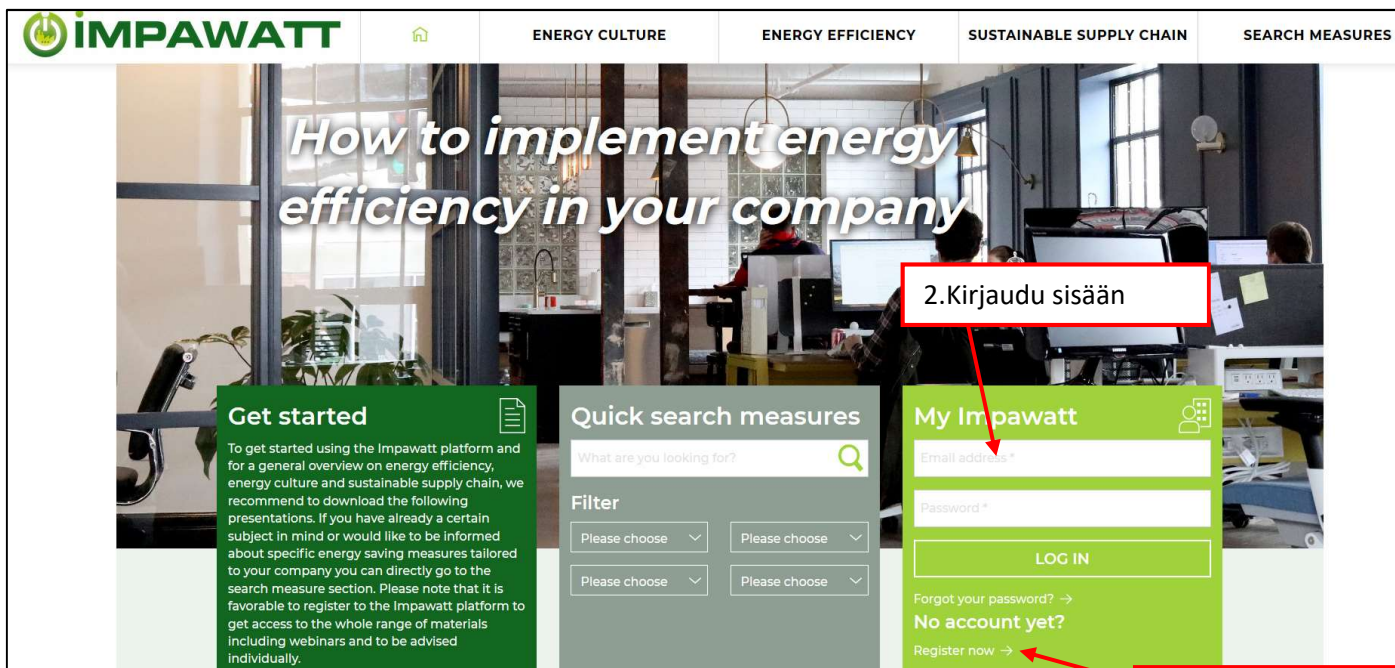 IMPAWATT
ENERGY CULTURE
ENERGY EFFICIENCY
SUSTAINABLE SUPPLY CHAIN
SEARCH MEASURES
How to implement energy
efficiency in your company
2.Kirjaudu sisään
Get started
To get started using the Impawatt platform and
for a general overview on energy efficiency,
energy culture and sustainable supply chain, we
recommend to download the following
presentations. If you have already a certain
subject in mind or would like to be informed
about specific energy saving measures tailored
to your company you can directly go to the
search measure section. Please note that it is
favorable to register to the Impawatt platform to
get access to the whole range of materials
including webinars and to be advised
individually.
Quick search measures
What are you looking for?
Filter
Please choose
Please choose
Please choose
Please choose
My Impawatt
Email address *
Password *
LOG IN
Forgot your password? →
No account yet?
Register now →